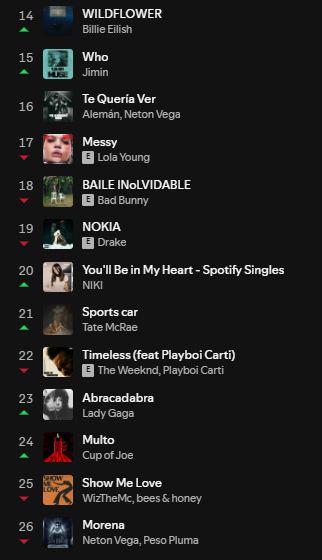 14
WILDFLOWER
Billie Eilish
15
Who
Jimin
16
Te Quería Ver
Alemán, Neton Vega
17
Messy
E Lola Young
18
BAILE INoLVIDABLE
E Bad Bunny
19
NOKIA
E Drake
20
You'll Be in My Heart - Spotify Singles
NIKI
21
Sports car
Tate McRae
22
Timeless (feat Playboi Carti)
E The Weeknd, Playboi Carti
23
Abracadabra
Lady Gaga
24
Multo
Cup of Joe
25
SHOW
ME
LOVE
Show Me Love
WizTheMc, bees & honey
26
Morena
Neton Vega, Peso Pluma